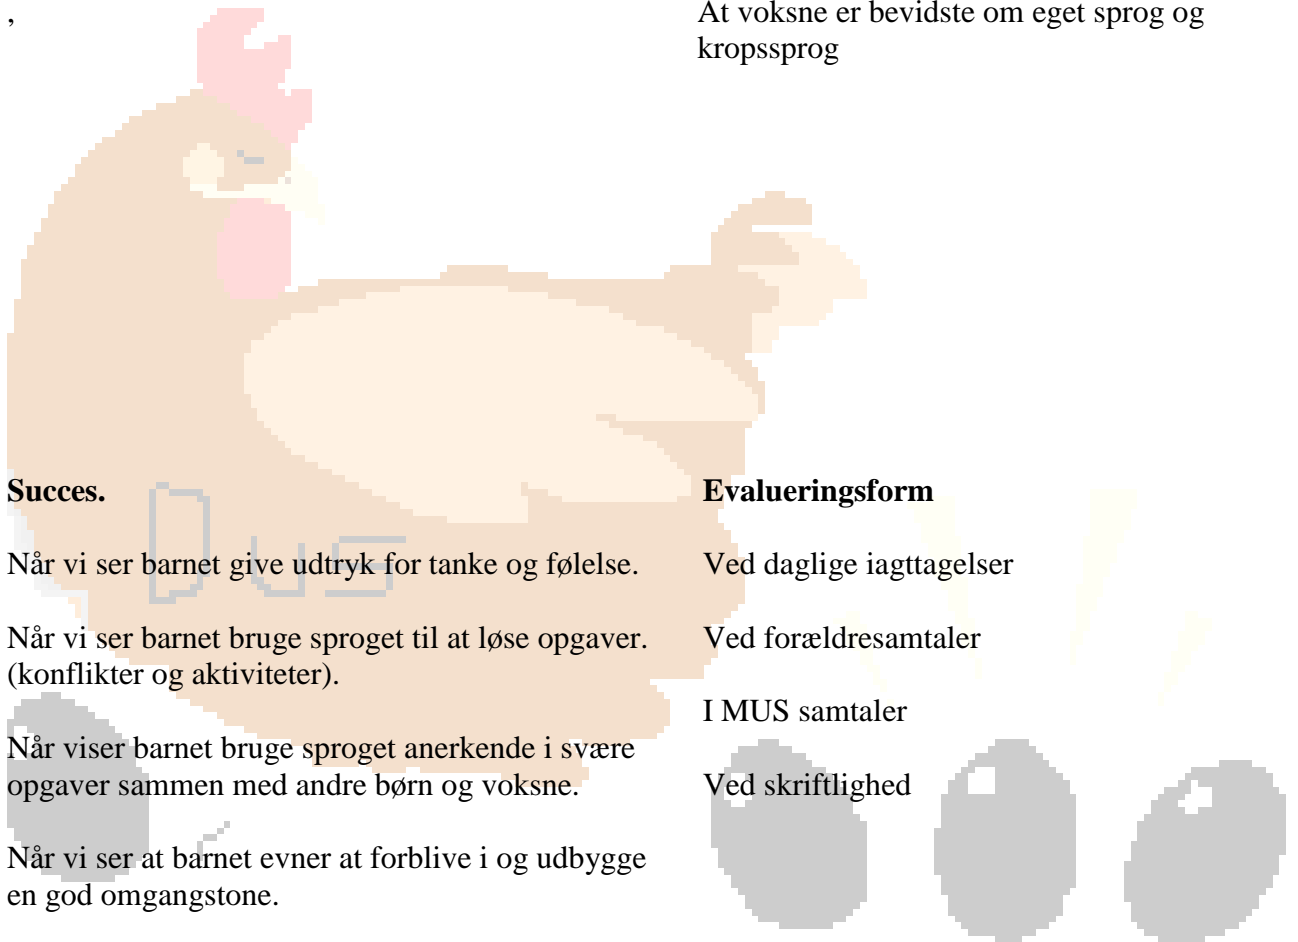 ,
At voksne er bevidste om eget sprog og
kropssprog
Succes.
Når vi ser barnet give udtryk for tanke og følelse.
Når vi ser barnet bruge sproget til at løse opgaver.
(konflikter og aktiviteter).
Når viser barnet bruge sproget anerkende i svære
opgaver sammen med andre børn og voksne.
Når vi ser at barnet evner at forblive i og udbygge
en god omgangstone.
Evalueringsform
Ved daglige iagttagelser
Ved forældresamtaler
I MUS samtaler
Ved skriftlighed
Dus